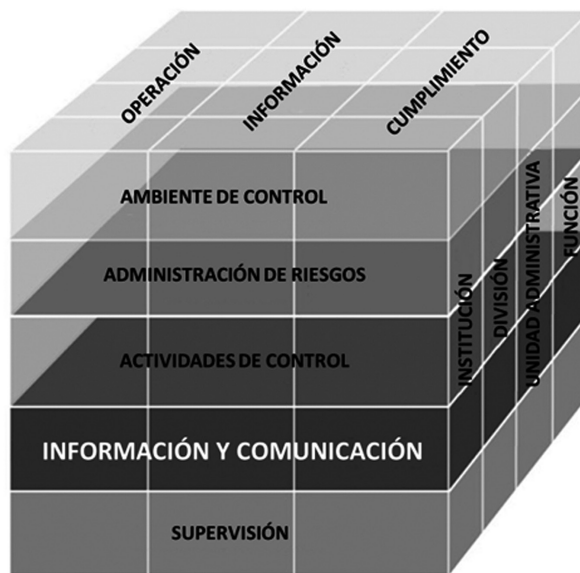 OPERACIÓN
INFORMACIÓN
CUMPLIMIENTO
AMBIENTE DE CONTROL
ADMINISTRACIÓN DE RIESGOS
ACTIVIDADES DE CONTROL
INFORMACIÓN Y COMUNICACIÓN
SUPERVISIÓN
INSTITUCIÓN
DIVISIÓN
UNIDAD ADMINISTRATIVA
FUNCIÓN